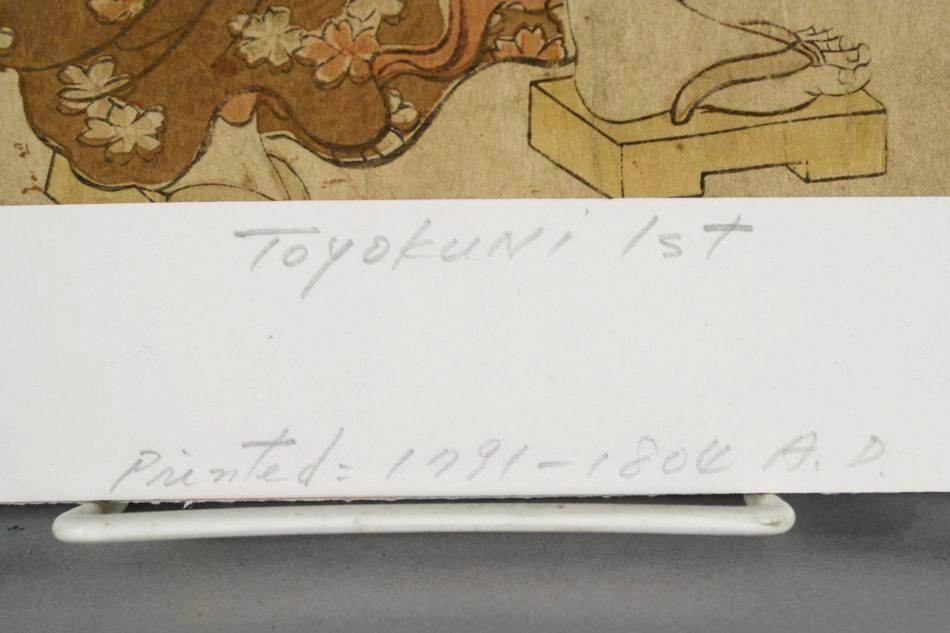 Toyokuni 1st
Printed: 1791-1804 A.D.